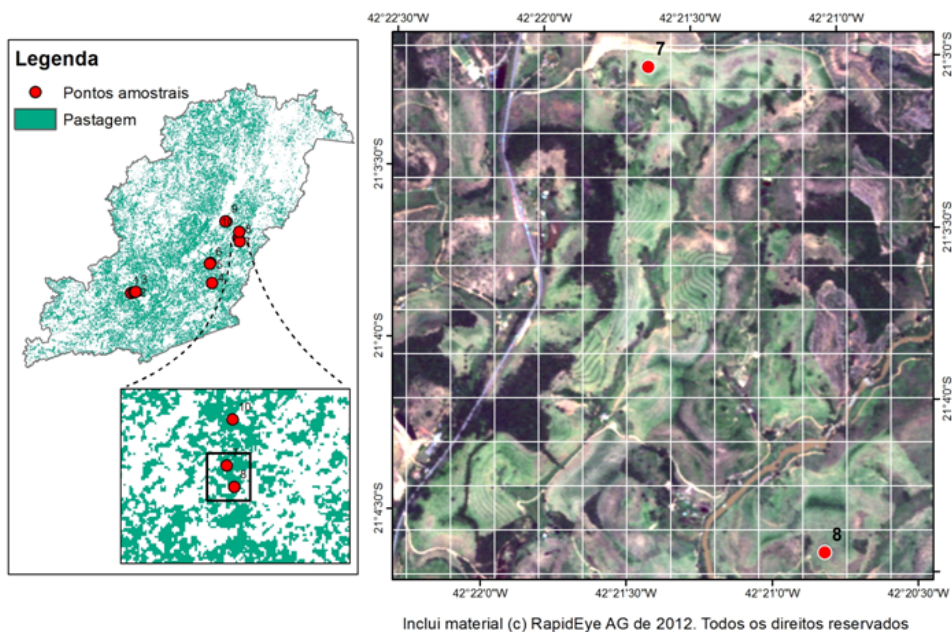 Legenda
Pontos amostrais
Pastagem
10
8
42°22'30"W 42°22'0"W 42°21'30"W 42°21'0"W
7
21°3'0"S
21°3'30"S
21°3'30"S
21°4'0"S
21°4'0"S
21°4'30"S
8
42°22'0"W 42°21'30"W 42°21'0"W 42°20'30"W
Inclui material (c) RapidEye AG de 2012. Todos os direitos reservados